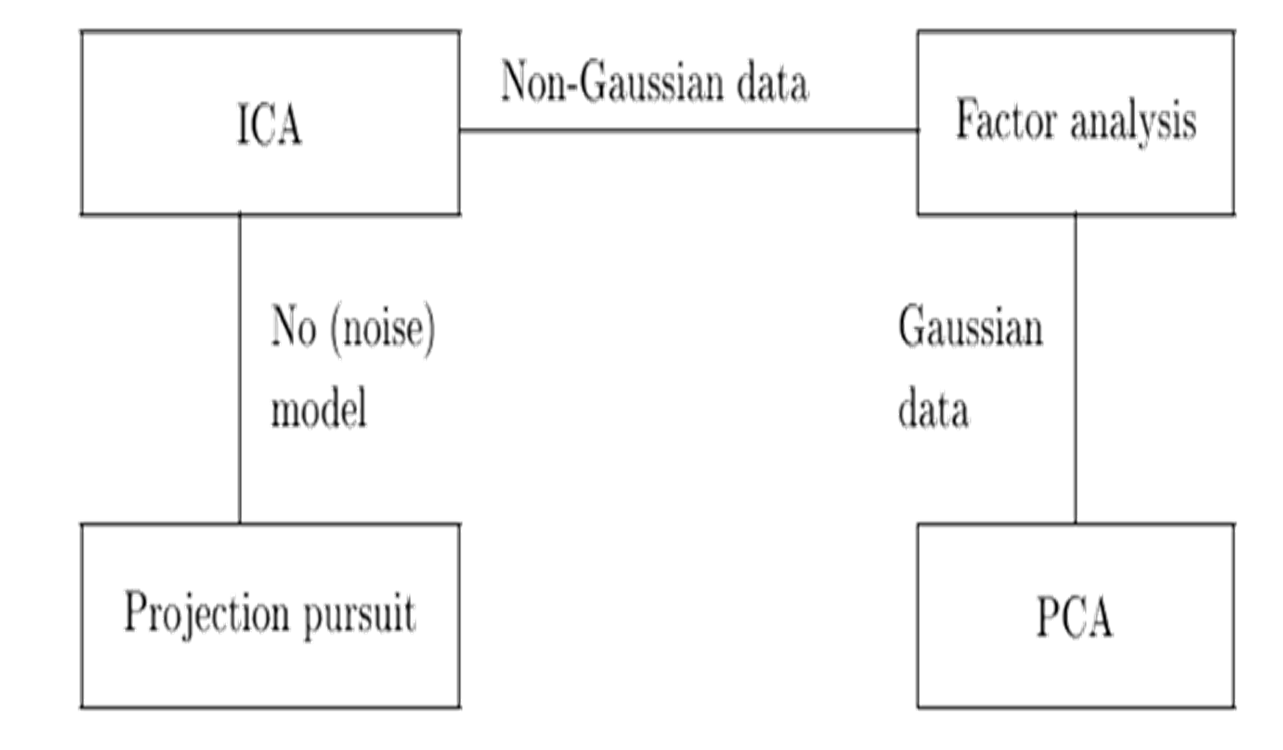 Non-Gaussian data
ICA
Factor analysis
No (noise)
model
Gaussian
data
Projection pursuit
PCA